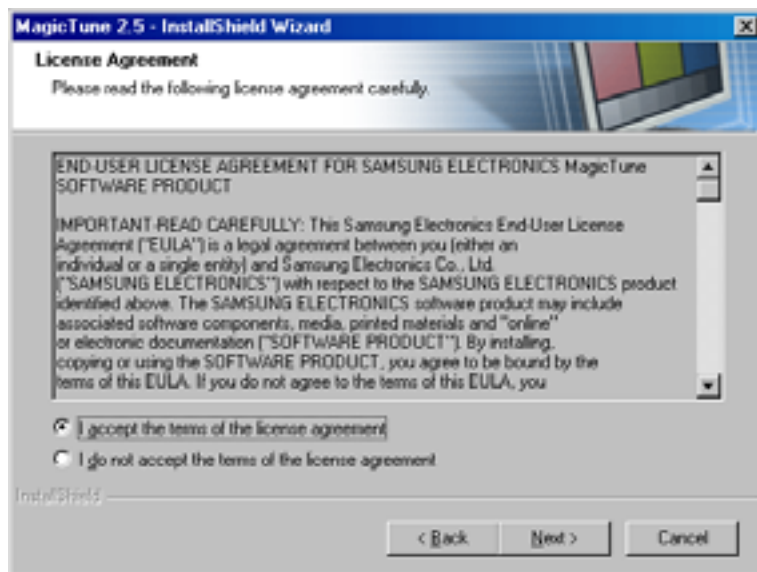 MagicTune 2.5 - InstallShield Wizard
License Agreement
Please read the following license agreement carefully.
END-USER LICENSE AGREEMENT FOR SAMSUNG ELECTRONICS MagicTune
SOFTWARE PRODUCT
IMPORTANT-READ CAREFULLY: This Samsung Electronics End-User License
Agreement ("EULA") is a legal agreement between you (either an
individual or a single entity) and Samsung Electronics Co., Ltd.
("SAMSUNG ELECTRONICS") with respect to the SAMSUNG ELECTRONICS product
identified above. The SAMSUNG ELECTRONICS software product may include
associated software components, media, printed materials and "online"
or electronic documentation ("SOFTWARE PRODUCT"). By installing,
copying or using the SOFTWARE PRODUCT, you agree to be bound by the
terms of this EULA. If you do not agree to the terms of this EULA, you
I accept the terms of the license agreement
I do not accept the terms of the license agreement
InstallShield
< Back
Next >
Cancel